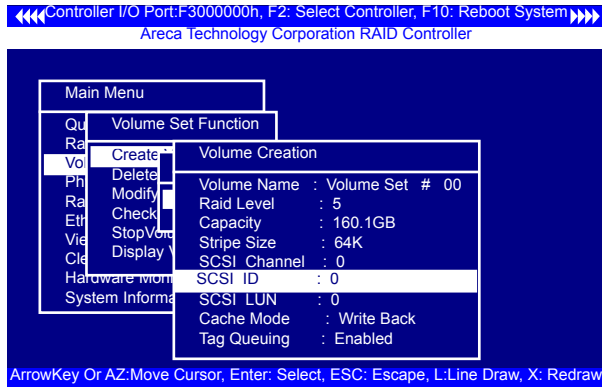 Controller I/O Port:F3000000h, F2: Select Controller, F10: Reboot System
Areca Technology Corporation RAID Controller
Main Menu
Volume Set Function
Create
Delete
Modify
Check
StopVolu
Display V
Qu
Ra
Vol
Ph
Ra
Eth
Vie
Cle
Hardware Moni
System Informa
Volume Creation
Volume Name : Volume Set # 00
Raid Level : 5
Capacity : 160.1GB
Stripe Size : 64K
SCSI Channel : 0
SCSI ID : 0
SCSI LUN : 0
Cache Mode : Write Back
Tag Queuing : Enabled
ArrowKey Or AZ:Move Cursor, Enter: Select, ESC: Escape, L:Line Draw, X: Redraw